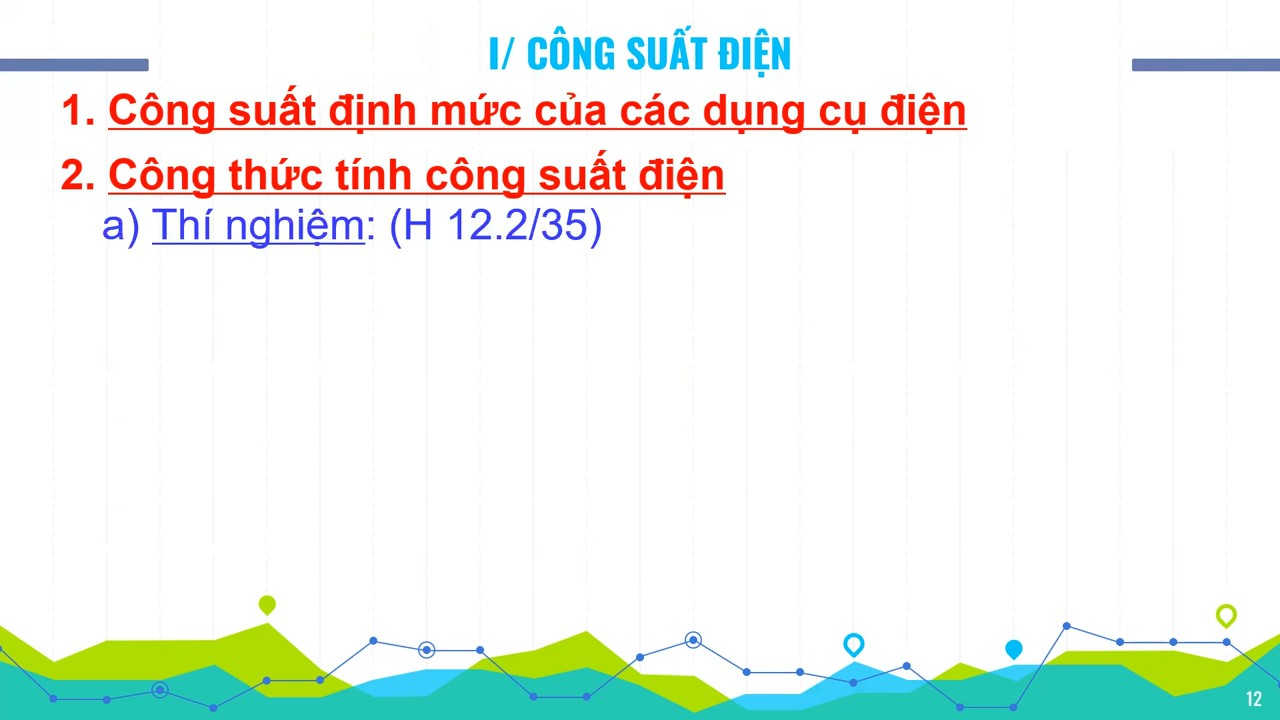 I/ CÔNG SUẤT ĐIỆN
1. Công suất định mức của các dụng cụ điện
2. Công thức tính công suất điện
a) Thí nghiệm: (H 12.2/35)
12